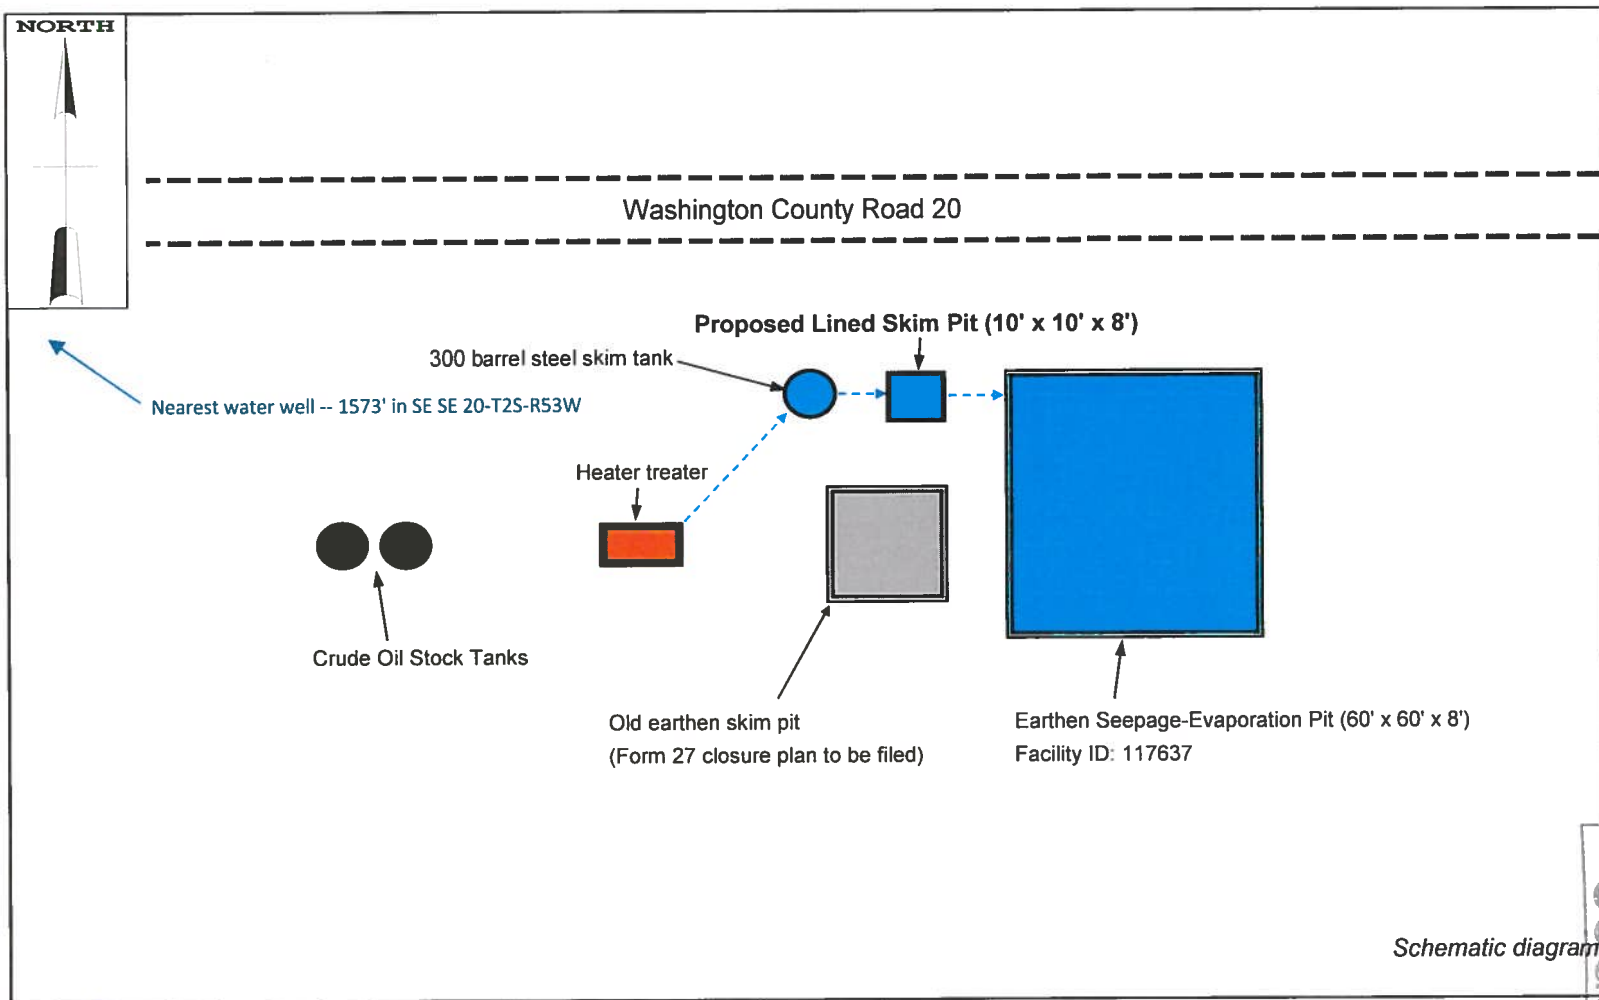 NORTH
Washington County Road 20
Proposed Lined Skim Pit (10' x 10' x 8')
300 barrel steel skim tank
Nearest water well -- 1573' in SE SE 20-T2S-R53W
Heater treater
Crude Oil Stock Tanks
Old earthen skim pit
(Form 27 closure plan to be filed)
Earthen Seepage-Evaporation Pit (60' x 60' x 8')
Facility ID: 117637
Schematic diagram